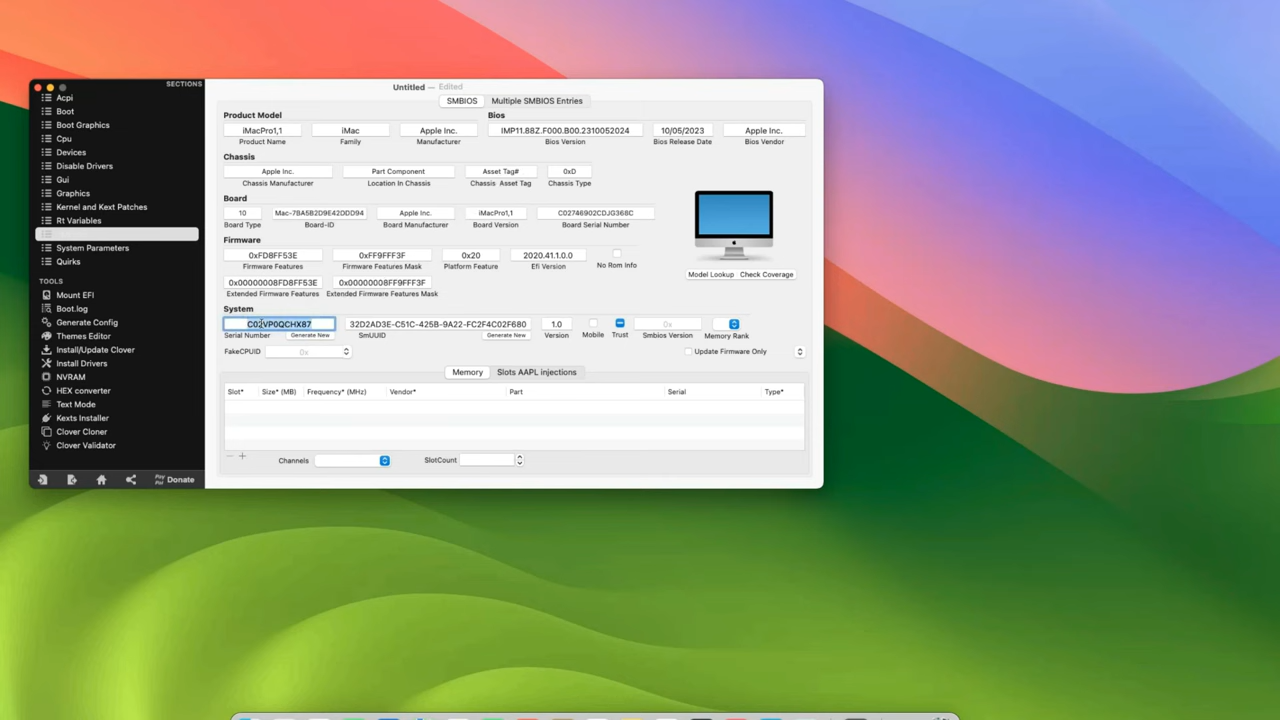 SECTIONS
Acpi
Boot
Boot Graphics
Cpu
Devices
Disable Drivers
Gui
Graphics
Kernel and Kext Patches
Rt Variables
System Parameters
Quirks
TOOLS
Mount EFI
Boot.log
Generate Config
Themes Editor
Install/Update Clover
Install Drivers
NVRAM
HEX converter
Text Mode
Kexts Installer
Clover Cloner
Clover Validator
Pay Pal Donate
Untitled — Edited
SMBIOS Multiple SMBIOS Entries
Product Model Bios
iMacPro1,1 iMac Apple Inc. IMP11.88Z.F000.B00.2310052024 10/05/2023 Apple Inc.
Product Name Family Manufacturer Bios Version Bios Release Date Bios Vendor
Chassis
Apple Inc. Part Component Asset Tag# 0xD
Chassis Manufacturer Location In Chassis Chassis Asset Tag Chassis Type
Board
10 Mac-7BA5B2D9E42DDD94 Apple Inc. iMacPro1,1 C02746902CDJG368C
Board Type Board-ID Board Manufacturer Board Version Board Serial Number
Firmware
0xFD8FF53E 0xFF9FFF3F 0x20 2020.41.1.0.0
Firmware Features Firmware Features Mask Platform Feature Efi Version No Rom Info
0x00000008FD8FF53E 0x00000008FF9FFF3F
Extended Firmware Features Extended Firmware Features Mask
Model Lookup Check Coverage
System
C02VP0QCHX87 32D2AD3E-C51C-425B-9A22-FC2F4C02F680 1.0 0x
Serial Number Generate New SmUUID Generate New Version Mobile Trust Smbios Version Memory Rank
FakeCPUID 0x Update Firmware Only
Memory Slots AAPL injections
Slot* Size* (MB) Frequency* (MHz) Vendor* Part Serial Type*
Channels SlotCount